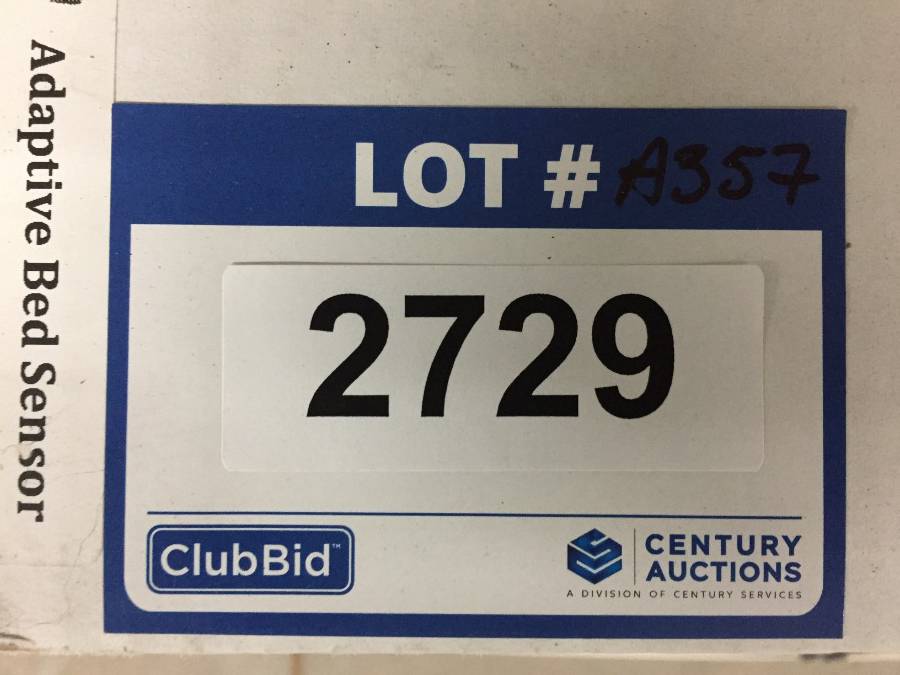 Adaptive Bed Sensor
LOT # A357
2729
ClubBid™
CENTURY
AUCTIONS
A DIVISION OF CENTURY SERVICES